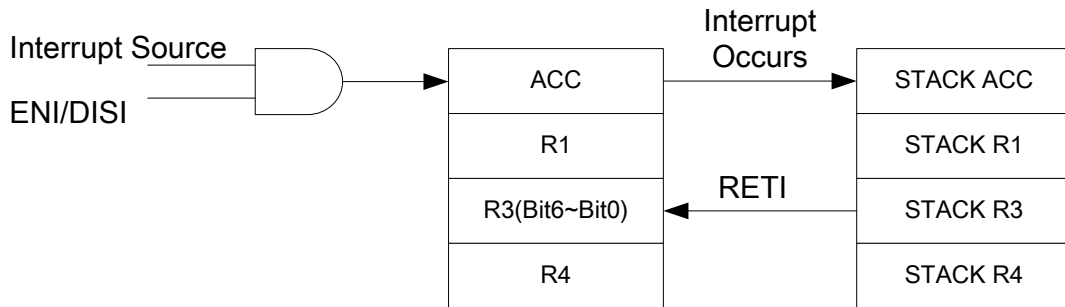 Interrupt Source
ENI/DISI
ACC
R1
R3(Bit6~Bit0)
R4
Interrupt
Occurs
RETI
STACK ACC
STACK R1
STACK R3
STACK R4